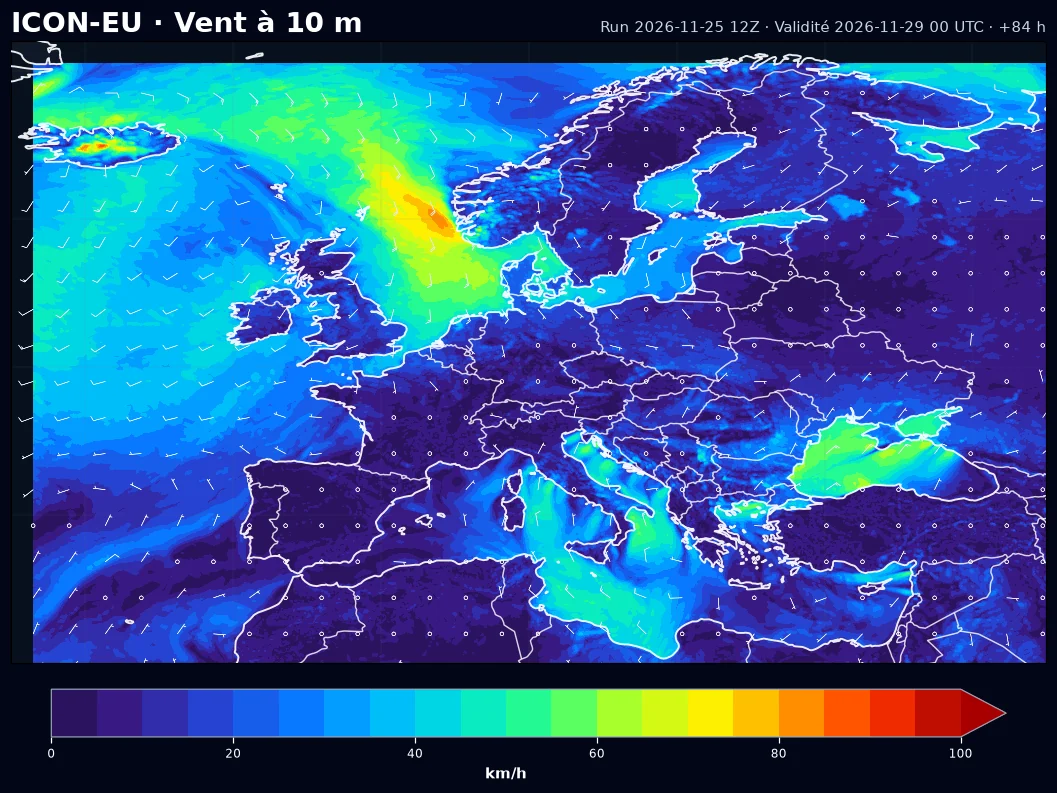 ICON-EU · Vent à 10 m
Run 2026-11-25 12Z · Validité 2026-11-29 00 UTC · +84 h
0 20 40 60 80 100
km/h